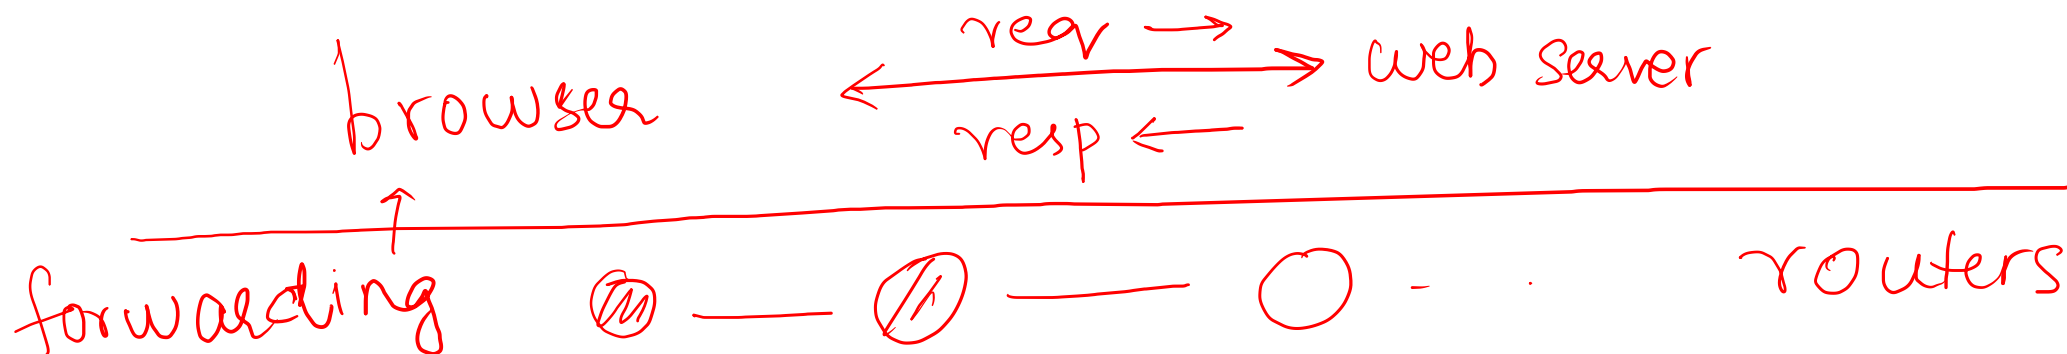 req →
browser ↔ web server
resp ←
forwarding routers